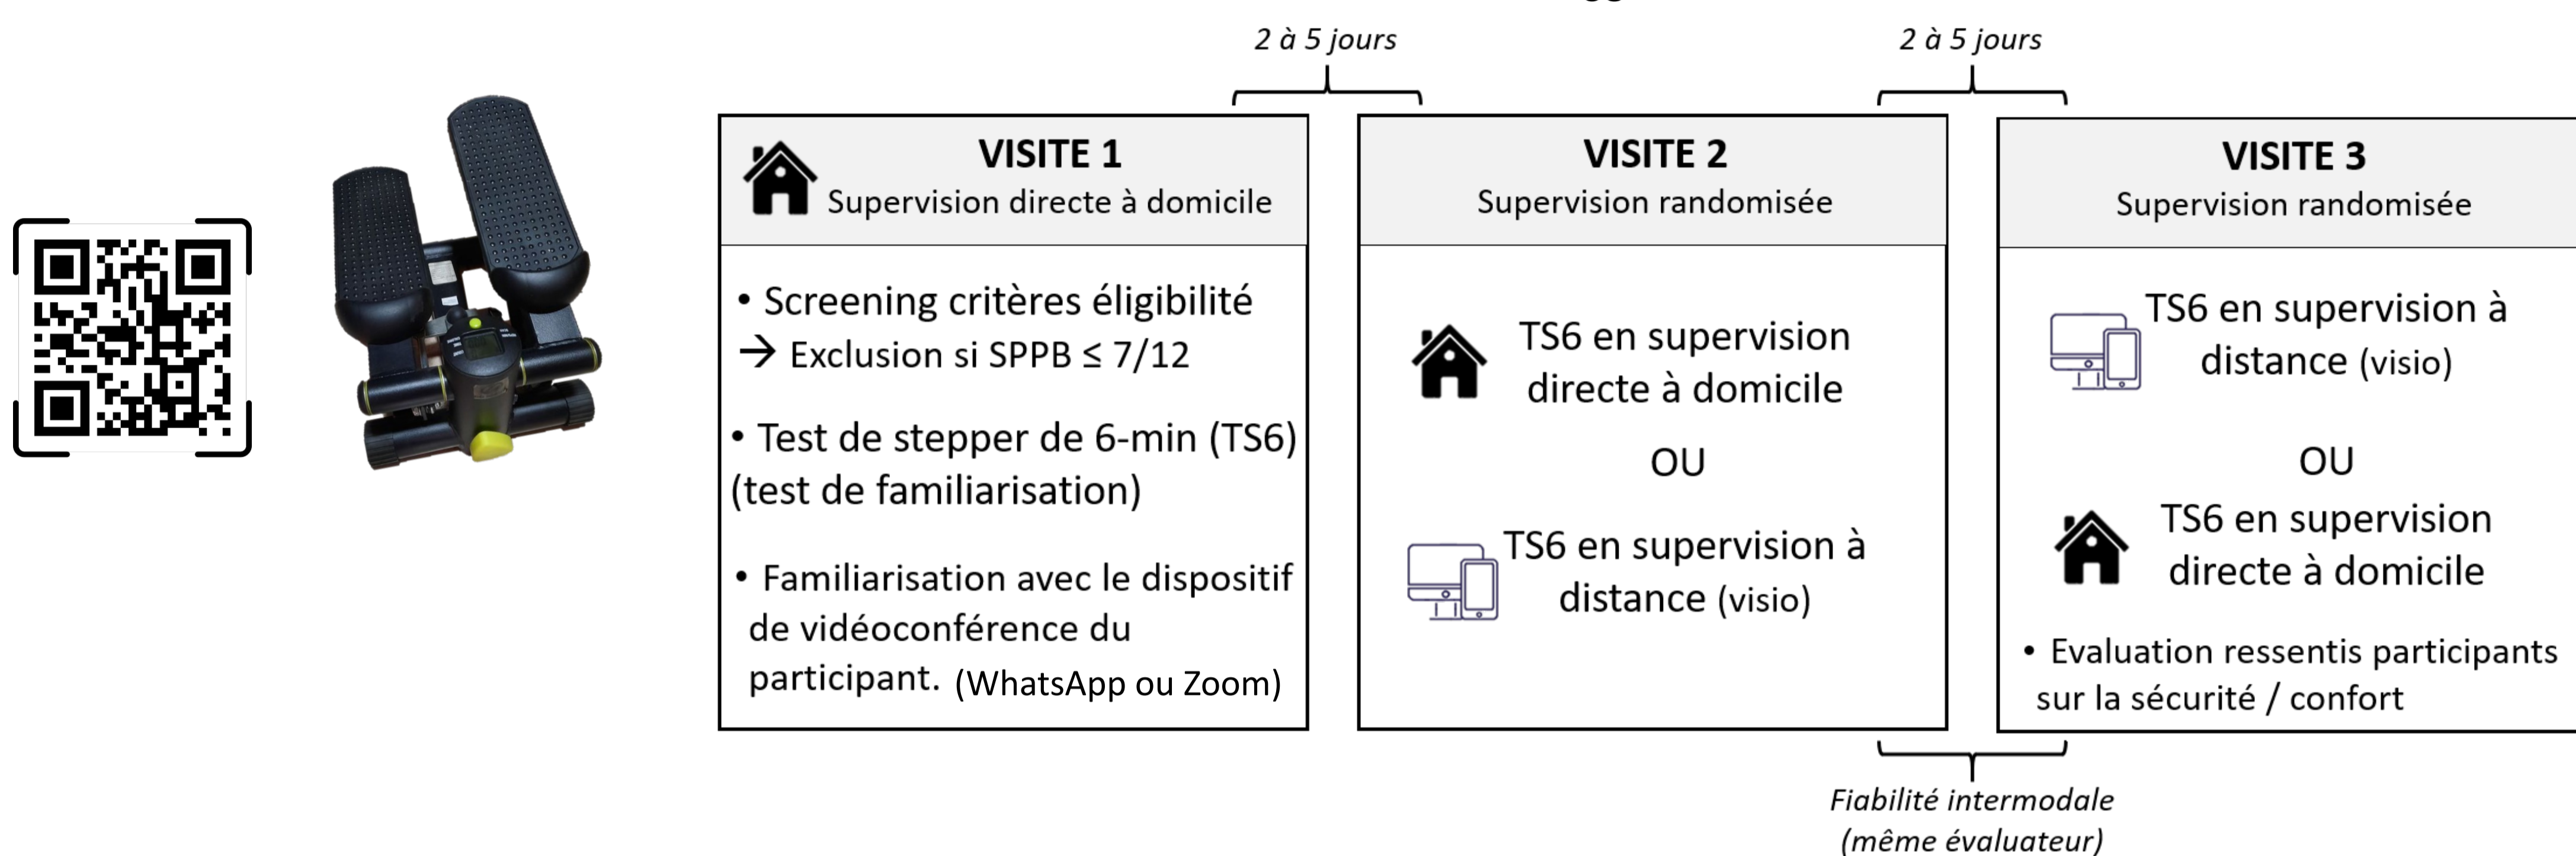 2 à 5 jours
2 à 5 jours
VISITE 1
Supervision directe à domicile
• Screening critères éligibilité
→ Exclusion si SPPB ≤ 7/12
• Test de stepper de 6-min (TS6)
(test de familiarisation)
• Familiarisation avec le dispositif
de vidéoconférence du
participant. (WhatsApp ou Zoom)
VISITE 2
Supervision randomisée
TS6 en supervision
directe à domicile
OU
TS6 en supervision à
distance (visio)
VISITE 3
Supervision randomisée
TS6 en supervision à
distance (visio)
OU
TS6 en supervision
directe à domicile
• Evaluation ressentis participants
sur la sécurité / confort
Fiabilité intermodale
(même évaluateur)